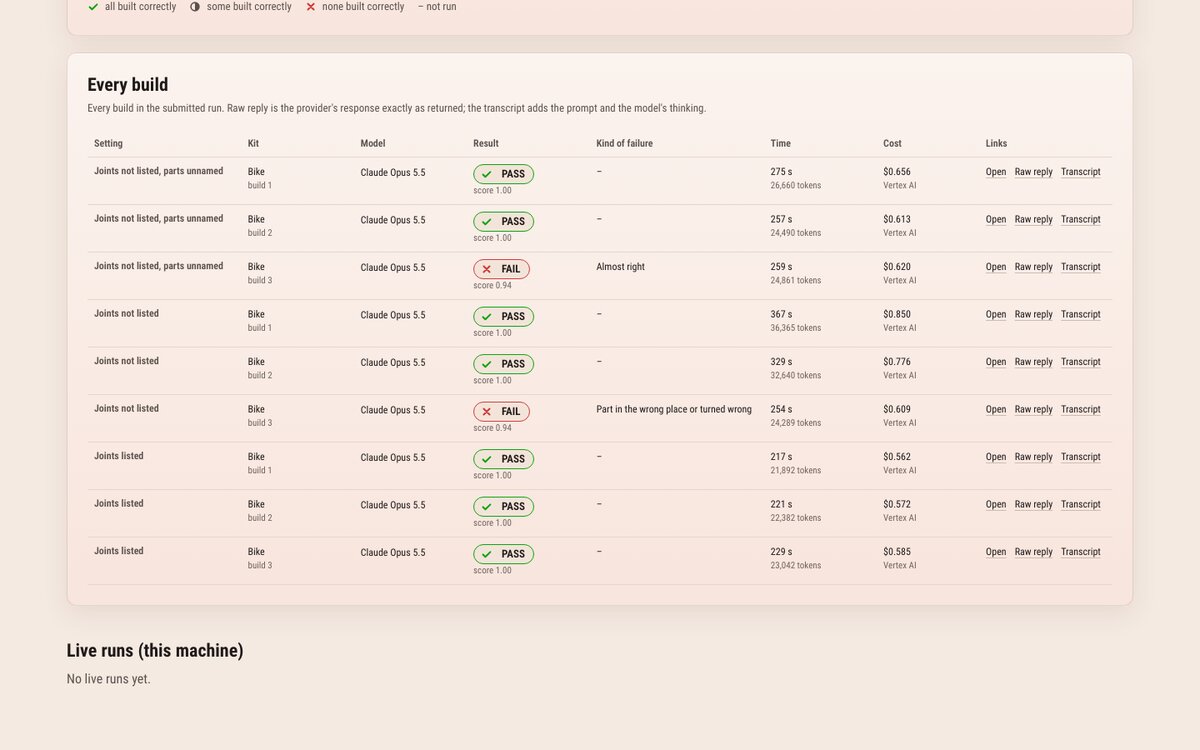 all built correctly some built correctly none built correctly – not run
Every build
Every build in the submitted run. Raw reply is the provider's response exactly as returned; the transcript adds the prompt and the model's thinking.
Setting Kit Model Result Kind of failure Time Cost Links
Joints not listed, parts unnamed Bike Claude Opus 5.5 PASS – 275 s $0.656 Open Raw reply Transcript
build 1 score 1.00 26,660 tokens Vertex AI
Joints not listed, parts unnamed Bike Claude Opus 5.5 PASS – 257 s $0.613 Open Raw reply Transcript
build 2 score 1.00 24,490 tokens Vertex AI
Joints not listed, parts unnamed Bike Claude Opus 5.5 FAIL Almost right 259 s $0.620 Open Raw reply Transcript
build 3 score 0.94 24,861 tokens Vertex AI
Joints not listed Bike Claude Opus 5.5 PASS – 367 s $0.850 Open Raw reply Transcript
build 1 score 1.00 36,365 tokens Vertex AI
Joints not listed Bike Claude Opus 5.5 PASS – 329 s $0.776 Open Raw reply Transcript
build 2 score 1.00 32,640 tokens Vertex AI
Joints not listed Bike Claude Opus 5.5 FAIL Part in the wrong place or turned wrong 254 s $0.609 Open Raw reply Transcript
build 3 score 0.94 24,289 tokens Vertex AI
Joints listed Bike Claude Opus 5.5 PASS – 217 s $0.562 Open Raw reply Transcript
build 1 score 1.00 21,892 tokens Vertex AI
Joints listed Bike Claude Opus 5.5 PASS – 221 s $0.572 Open Raw reply Transcript
build 2 score 1.00 22,382 tokens Vertex AI
Joints listed Bike Claude Opus 5.5 PASS – 229 s $0.585 Open Raw reply Transcript
build 3 score 1.00 23,042 tokens Vertex AI
Live runs (this machine)
No live runs yet.